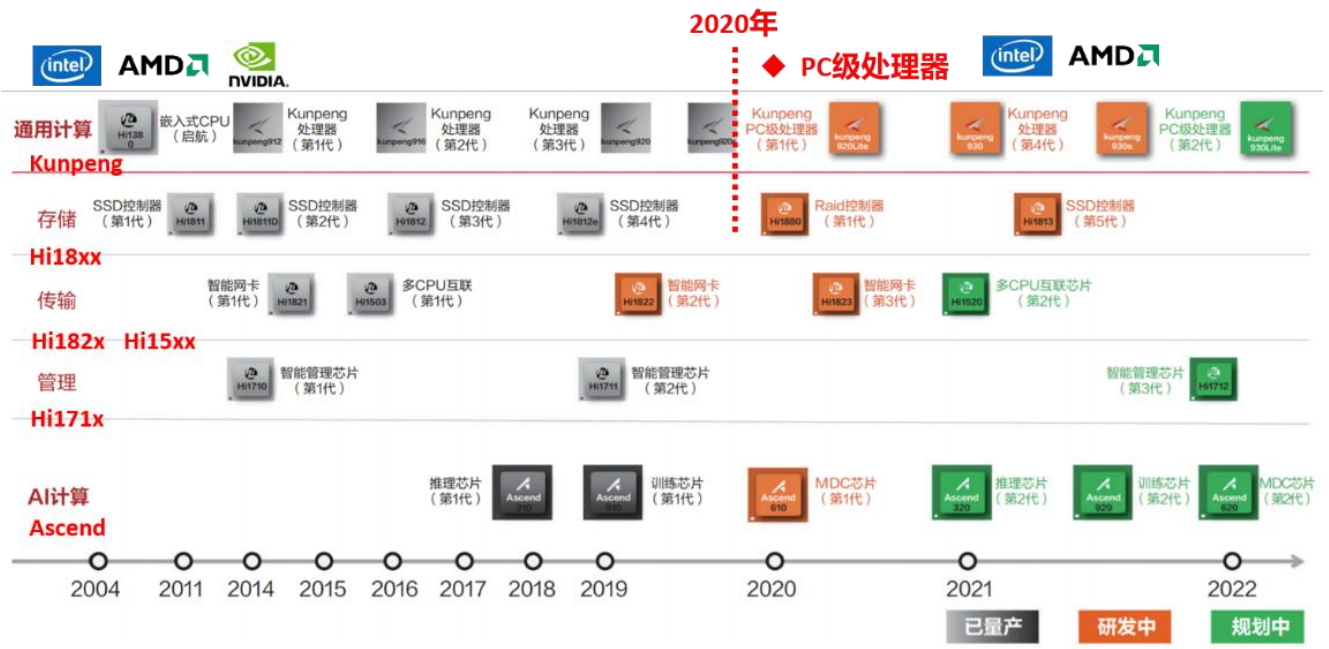 2020年
intel
AMD
NVIDIA.
PC级处理器
intel
AMD
通用计算
Kunpeng
Hi138
0
嵌入式CPU
（启航）
kunpeng912
Kunpeng
处理器
（第1代）
kunpeng916
Kunpeng
处理器
（第2代）
Kunpeng
处理器
（第3代）
kunpeng920
kunpeng920s
Kunpeng
PC级处理器
（第1代）
kunpeng
920Lite
kunpeng
930
Kunpeng
处理器
（第4代）
kunpeng
930s
Kunpeng
PC级处理器
（第2代）
kunpeng
930Lite
存储
Hi18xx
SSD控制器
（第1代）
Hi1811
Hi1811D
SSD控制器
（第2代）
Hi1812
SSD控制器
（第3代）
Hi1812e
SSD控制器
（第4代）
Hi1880
Raid控制器
（第1代）
Hi1813
SSD控制器
（第5代）
传输
Hi182x Hi15xx
智能网卡
（第1代）
Hi1821
Hi1503
多CPU互联
（第1代）
Hi1822
智能网卡
（第2代）
Hi1823
智能网卡
（第3代）
Hi1520
多CPU互联芯片
（第2代）
管理
Hi171x
Hi1710
智能管理芯片
（第1代）
Hi1711
智能管理芯片
（第2代）
智能管理芯片
（第3代）
Hi1712
AI计算
Ascend
推理芯片
（第1代）
Ascend
310
Ascend
910
训练芯片
（第1代）
Ascend
610
MDC芯片
（第1代）
Ascend
320
推理芯片
（第2代）
Ascend
920
训练芯片
（第2代）
Ascend
620
MDC芯片
（第2代）
2004
2011
2014
2015
2016
2017
2018
2019
2020
2021
2022
已量产
研发中
规划中